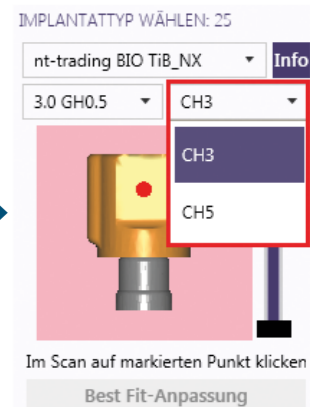 IMPLANTATTYP WÄHLEN: 25
nt-trading BIO TiB_NX Info
3.0 GH0.5 CH3
CH3
CH5
Im Scan auf markierten Punkt klicken
Best Fit-Anpassung